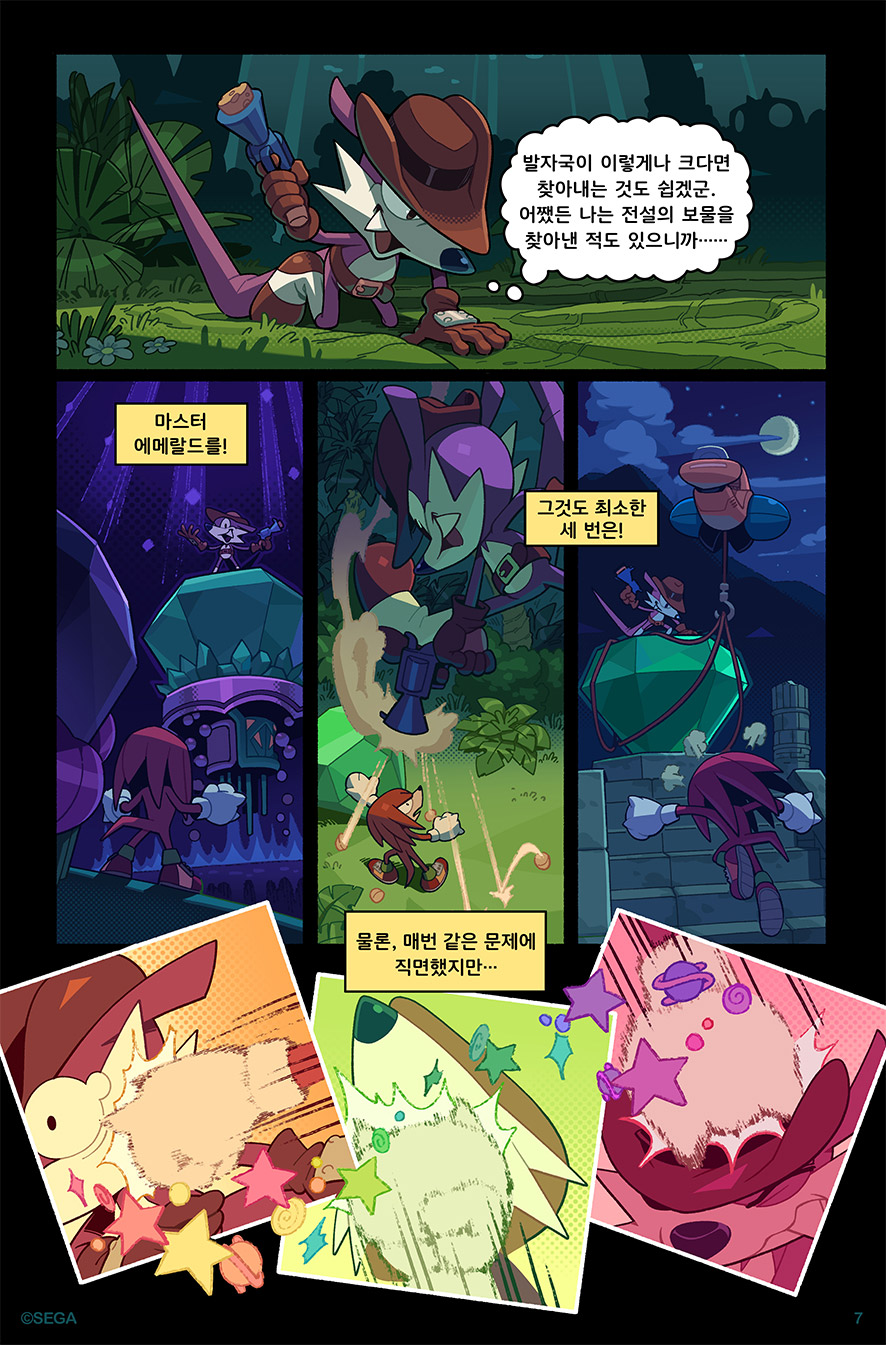 발자국이 이렇게나 크다면
찾아내는 것도 쉽겠군.
어쨌든 나는 전설의 보물을
찾아낸 적도 있으니까……
마스터
에메랄드를!
그것도 최소한
세 번은!
물론, 매번 같은 문제에
직면했지만…
©SEGA
7